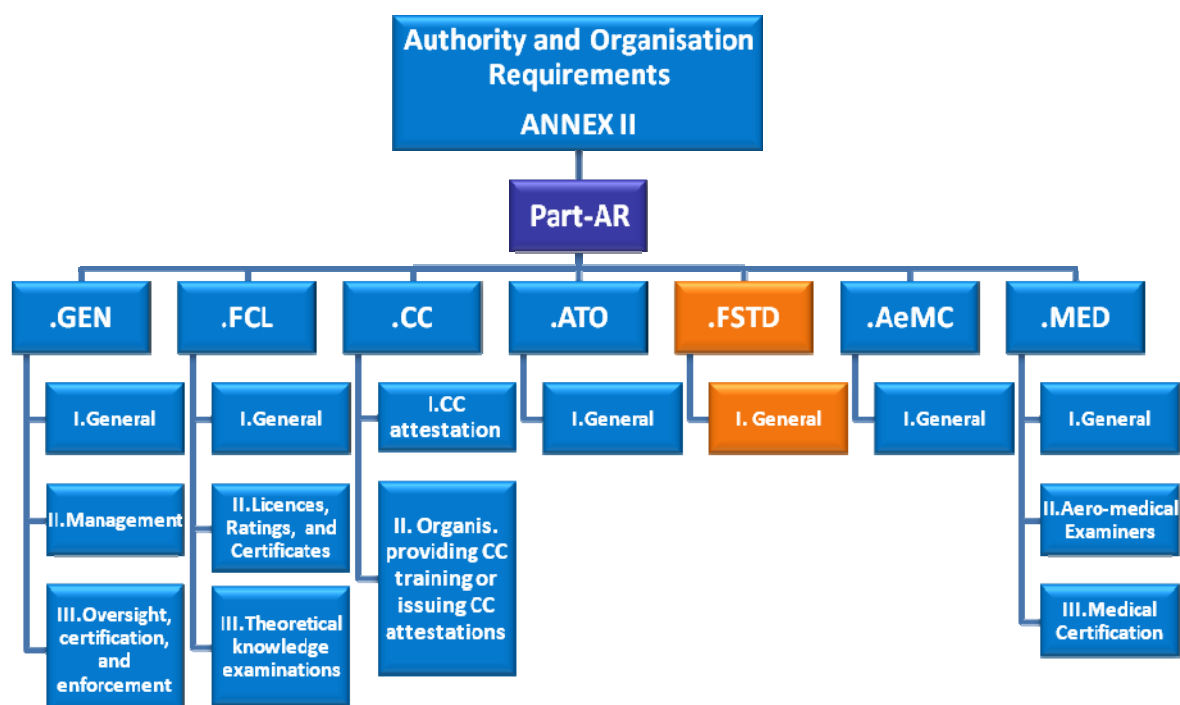 Authority and Organisation
Requirements
ANNEX II
Part-AR
.GEN
I.General
II.Management
III.Oversight,
certification,
and
enforcement
.FCL
I.General
II.Licences,
Ratings, and
Certificates
III.Theoretical
knowledge
examinations
.CC
I.CC
attestation
II. Organis.
providing CC
training or
issuing CC
attestations
.ATO
I.General
.FSTD
I. General
.AeMC
I.General
.MED
I.General
II.Aero-medical
Examiners
III.Medical
Certification